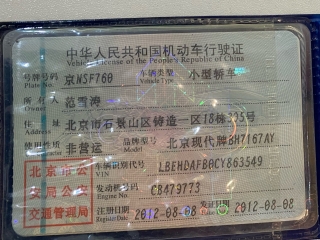 中华人民共和国机动车行驶证
Vehicle License of the People's Republic of China
号牌号码 京NSF760 车辆类型 小型轿车
Plate No. Vehicle Type
所有人 范雪涛
Owner
住址 北京市石景山区铸造一区18栋335号
Address
使用性质 非营运 品牌型号 北京现代牌BH7167AY
北京市公 车辆识别代号 LBEHDAFB0CY863549
VIN
安局公安 发动机号码 CB479773
Engine No.
交通管理局 注册日期 2012-08-08 发证日期 2012-08-08
Register Date Issue Date